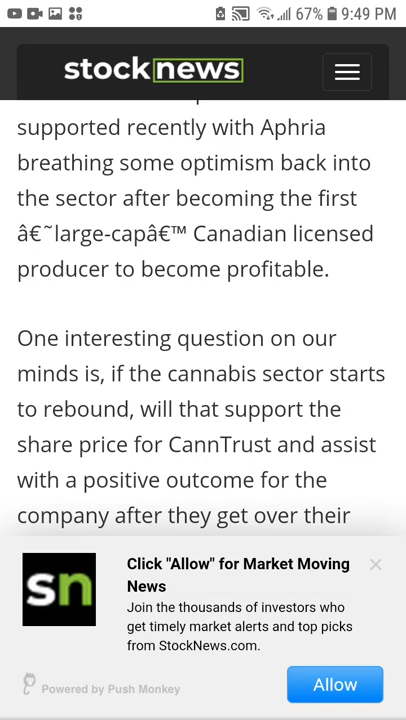 67% 9:49 PM
stocknews
supported recently with Aphria
breathing some optimism back into
the sector after becoming the first
â€˜large-capâ€™ Canadian licensed
producer to become profitable.
One interesting question on our
minds is, if the cannabis sector starts
to rebound, will that support the
share price for CannTrust and assist
with a positive outcome for the
company after they get over their
sn
Click "Allow" for Market Moving
News
Join the thousands of investors who
get timely market alerts and top picks
from StockNews.com.
Powered by Push Monkey
Allow